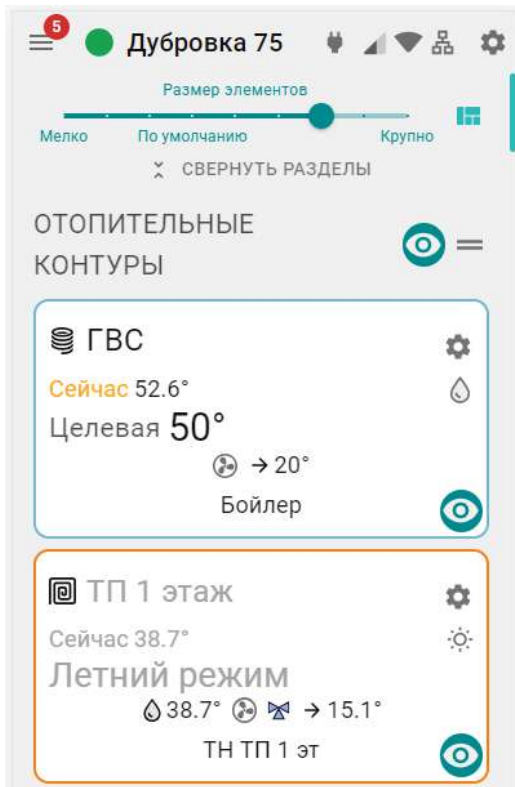 5
Дубровка 75
Размер элементов
Мелко По умолчанию Крупно
СВЕРНУТЬ РАЗДЕЛЫ
ОТОПИТЕЛЬНЫЕ
КОНТУРЫ
ГВС
Сейчас 52.6°
Целевая 50°
→ 20°
Бойлер
ТП 1 этаж
Сейчас 38.7°
Летний режим
38.7° → 15.1°
ТН ТП 1 эт